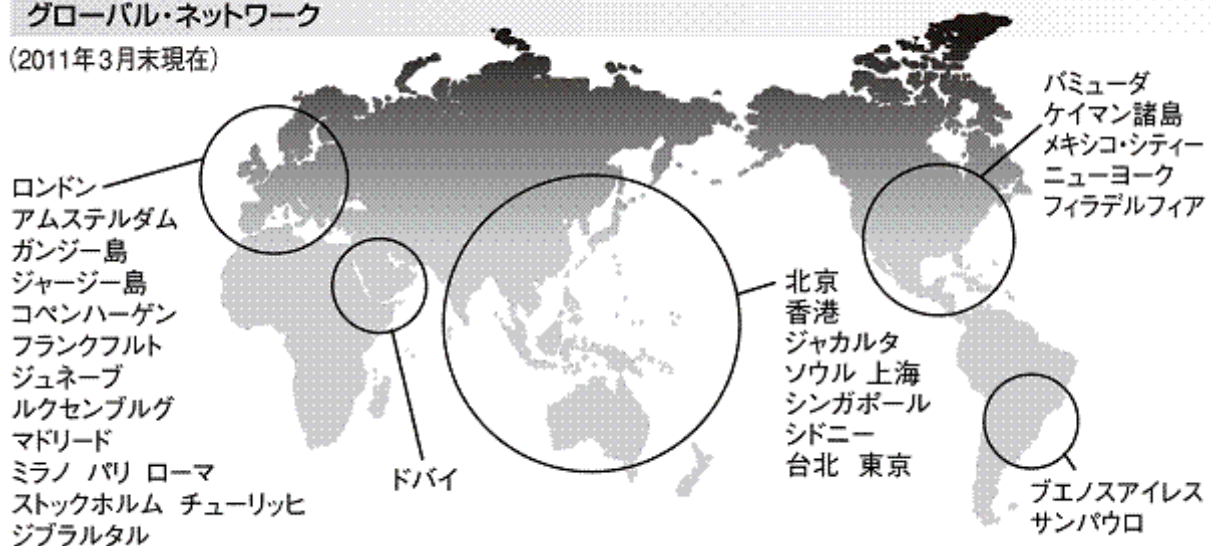 グローバル・ネットワーク
(2011年3月末現在)
ロンドン
アムステルダム
ガンジー島
ジャージー島
コペンハーゲン
フランクフルト
ジュネーブ
ルクセンブルグ
マドリード
ミラノ パリ ローマ
ストックホルム チューリッヒ
ジブラルタル
ドバイ
北京
香港
ジャカルタ
ソウル 上海
シンガポール
シドニー
台北 東京
バミューダ
ケイマン諸島
メキシコ・シティー
ニューヨーク
フィラデルフィア
ブエノスアイレス
サンパウロ